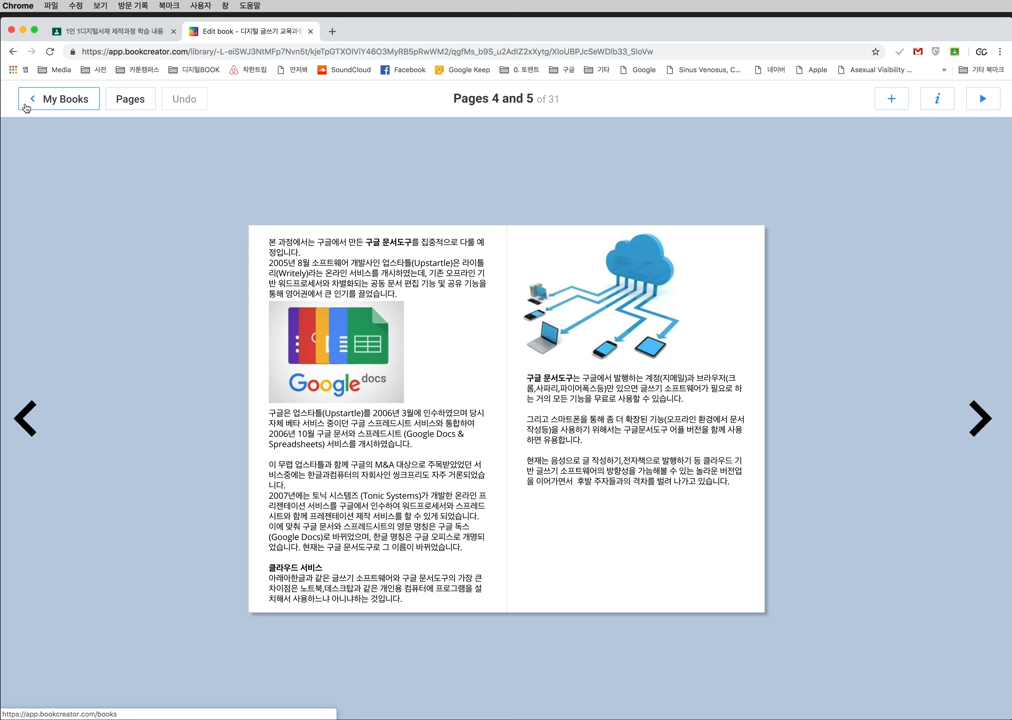 Chrome 파일 수정 보기 방문 기록 북마크 사용자 창 도움말
1인 1디지털서재 제작과정 학습 내용
Edit book - 디지털 글쓰기 교육과정
https://app.bookcreator.com/library/-L-eiSWJ3NtMFp7Nvn5t/kjeTpGTXOIViY46O3MyRB5pRwWM2/qgfMs_b9S_u2AdIZ2xXytg/XIoUBPJcSeWDIb33_SloVw
앱 Media 사전 카툰캠퍼스 디지털BOOK 착한트립 먼저봐 SoundCloud Facebook Google Keep 0. 토렌트 구글 기타 Google Sinus Venosus, C... 네이버 Apple Asexual Visibility ... » 기타 북마크
My Books
Pages
Undo
Pages 4 and 5 of 31
본 과정에서는 구글에서 만든 구글 문서도구를 집중적으로 다룰 예
정입니다.
2005년 8월 소프트웨어 개발사인 업스타틀(Upstartle)은 라이틀
리(Writely)라는 온라인 서비스를 개시하였는데, 기존 오프라인 기
반 워드프로세서와 차별화되는 공동 문서 편집 기능 및 공유 기능을
통해 영어권에서 큰 인기를 끌었습니다.
Google docs
구글은 업스타틀(Upstartle)를 2006년 3월에 인수하였으며 당시
자체 베타 서비스 중이던 구글 스프레드시트 서비스와 통합하여
2006년 10월 구글 문서와 스프레드시트 (Google Docs &
Spreadsheets) 서비스를 개시하였습니다.
이 무렵 업스타틀과 함께 구글의 M&A 대상으로 주목받았었던 서
비스중에는 한글과컴퓨터의 자회사인 씽크프리도 자주 거론되었습
니다.
2007년에는 토닉 시스템즈 (Tonic Systems)가 개발한 온라인 프
리젠테이션 서비스를 구글에서 인수하여 워드프로세서와 스프레드
시트와 함께 프레젠테이션 제작 서비스를 할 수 있게 되었습니다.
이에 맞춰 구글 문서와 스프레드시트의 영문 명칭은 구글 독스
(Google Docs)로 바뀌었으며, 한글 명칭은 구글 오피스로 개명되
었습니다. 현재는 구글 문서도구로 그 이름이 바뀌었습니다.
클라우드 서비스
아래아한글과 같은 글쓰기 소프트웨어와 구글 문서도구의 가장 큰
차이점은 노트북,데스크탑과 같은 개인용 컴퓨터에 프로그램을 설
치해서 사용하느냐 아니냐하는 것입니다.
구글 문서도구는 구글에서 발행하는 계정(지메일)과 브라우저(크
롬,사파리,파이어폭스등)만 있으면 글쓰기 소프트웨어가 필요로 하
는 거의 모든 기능을 무료로 사용할 수 있습니다.
그리고 스마트폰을 통해 좀 더 확장된 기능(오프라인 환경에서 문서
작성등)을 사용하기 위해서는 구글문서도구 어플 버전을 함께 사용
하면 유용합니다.
현재는 음성으로 글 작성하기,전자책으로 발행하기 등 클라우드 기
반 글쓰기 소프트웨어의 방향성을 가늠해볼 수 있는 놀라운 버전업
을 이어가면서 후발 주자들과의 격차를 벌려 나가고 있습니다.
https://app.bookcreator.com/books